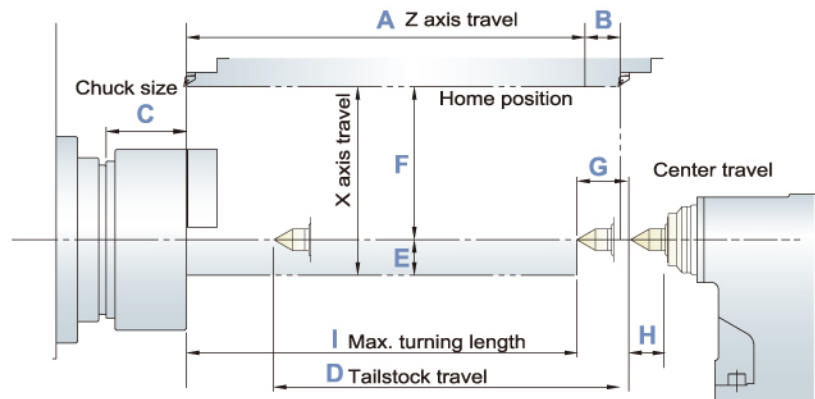 A Z axis travel B
Chuck size
Home position
C
X axis travel
F
G
Center travel
E
I Max. turning length
H
D Tailstock travel